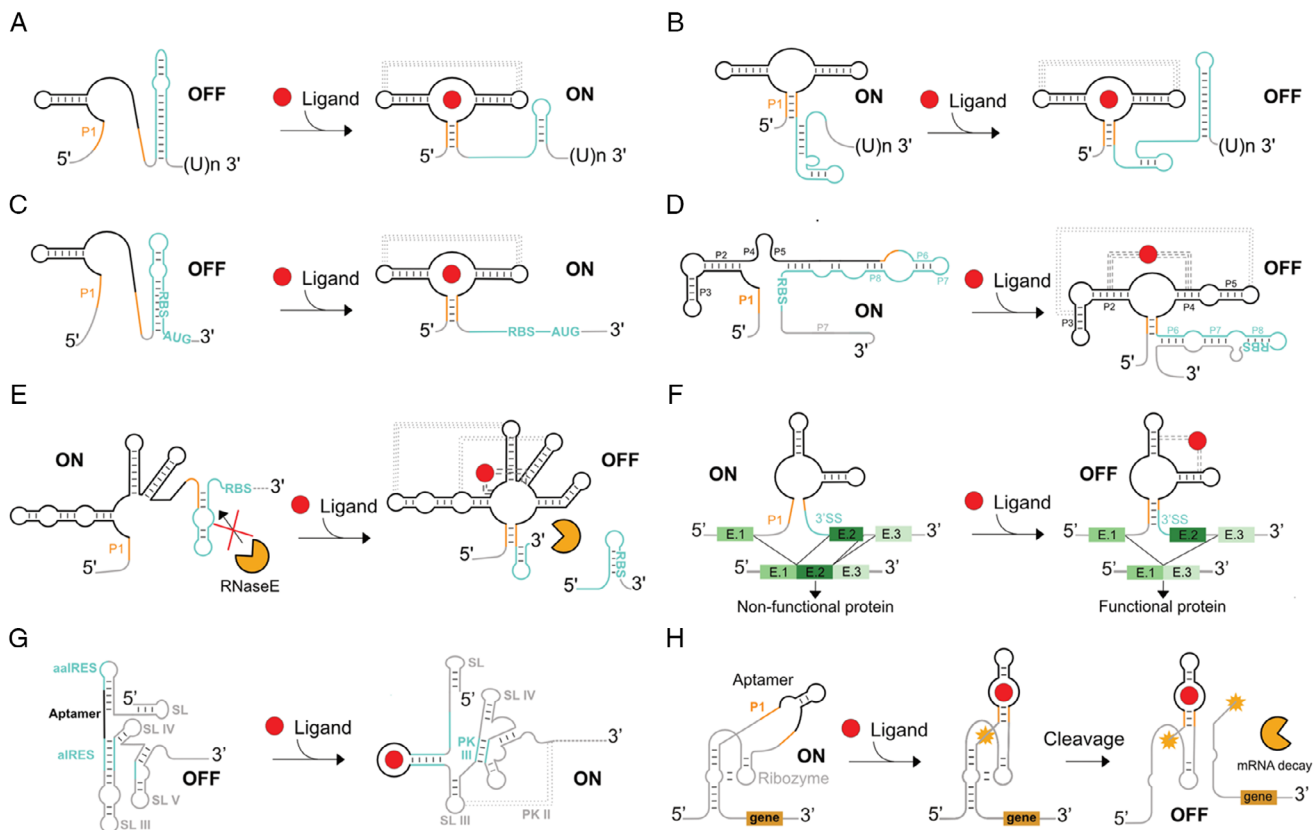 A
OFF
P1
5'
(U)n 3'
Ligand
ON
5'
(U)n 3'
B
P1
ON
5'
(U)n 3'
Ligand
OFF
5'
(U)n 3'
C
OFF
P1
RBS
AUG
5'
3'
Ligand
ON
5'
RBS
AUG
3'
D
P2
P4
P5
P3
P1
RBS
P8
P6
P7
ON
P7
5'
3'
Ligand
OFF
P3
P2
P4
P5
P6
P7
P8
RBS
5'
3'
E
ON
P1
RBS
3'
5'
RNaseE
Ligand
OFF
3'
5'
RBS
5'
3'
F
ON
P1
3'SS
5'
E.1
E.2
E.3
3'
5'
E.1
E.2
E.3
3'
Non-functional protein
Ligand
OFF
3'SS
5'
E.1
E.2
E.3
3'
5'
E.1
E.3
3'
Functional protein
G
aaIRES
5'
SL
Aptamer
SL IV
aIRES
3'
OFF
SL V
SL III
Ligand
SL
5'
SL IV
PK
III
3'
ON
SL III
PK II
H
Aptamer
P1
ON
Ribozyme
5'
gene
3'
Ligand
5'
gene
3'
Cleavage
5'
OFF
mRNA decay
gene
3'